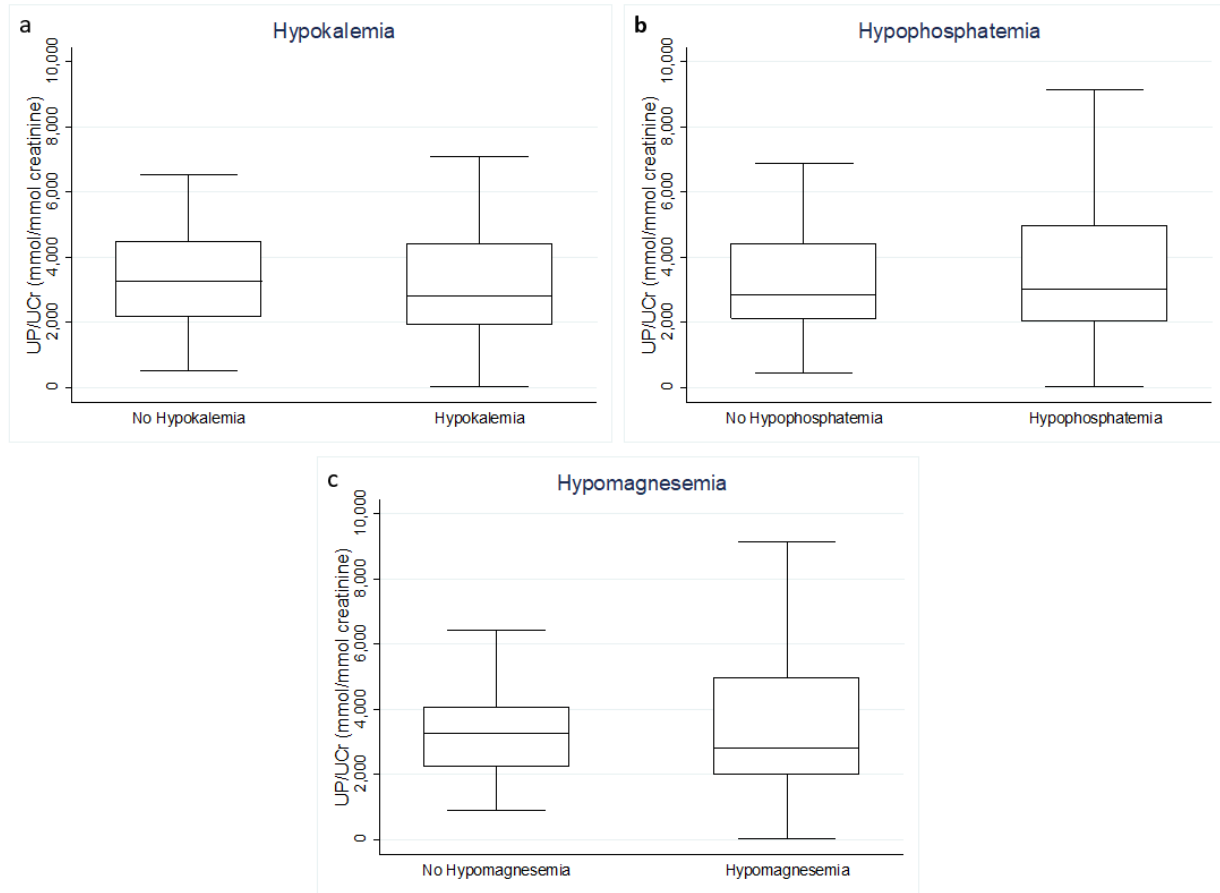 a
Hypokalemia
UP/UCr (mmol/mmol creatinine)
10,000
8,000
6,000
4,000
2,000
0
No Hypokalemia
Hypokalemia
b
Hypophosphatemia
UP/UCr (mmol/mmol creatinine)
10,000
8,000
6,000
4,000
2,000
0
No Hypophosphatemia
Hypophosphatemia
c
Hypomagnesemia
UP/UCr (mmol/mmol creatinine)
10,000
8,000
6,000
4,000
2,000
0
No Hypomagnesemia
Hypomagnesemia